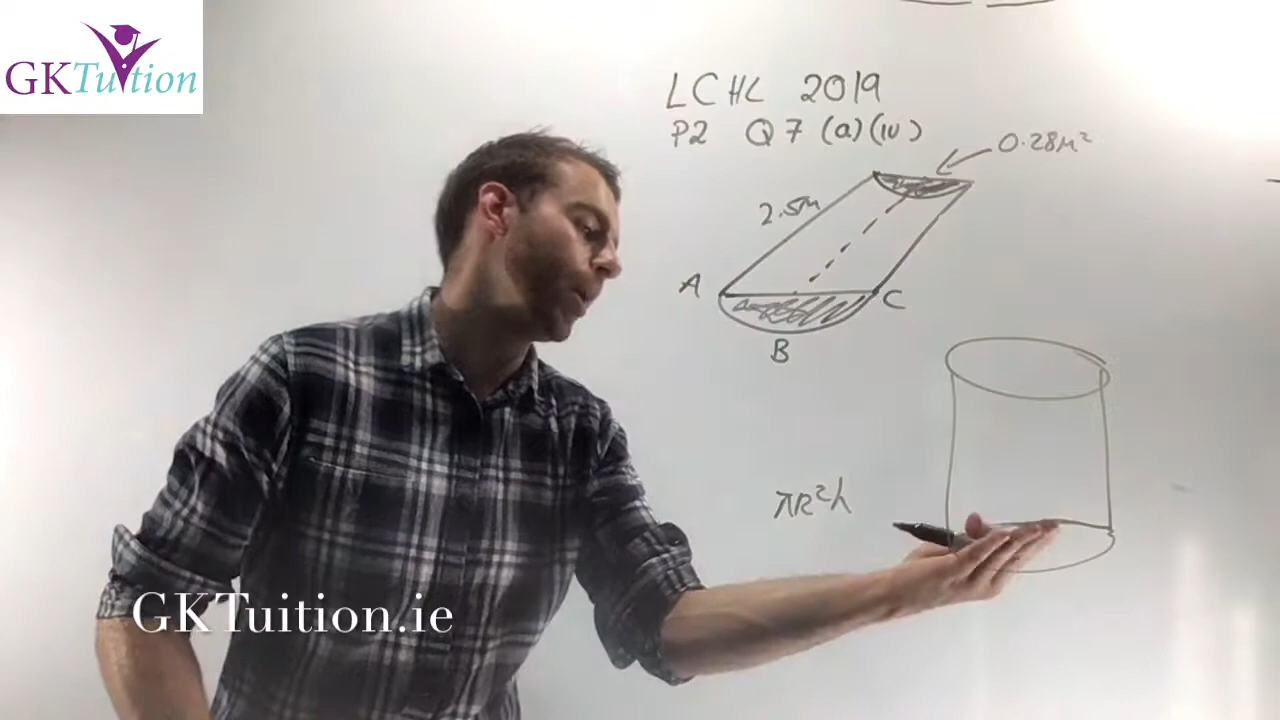 GKTuition
LCHL 2019
P2 Q7 (a)(iv)
0.28m²
2.5m
A
C
B
πr²h
GKTuition.ie